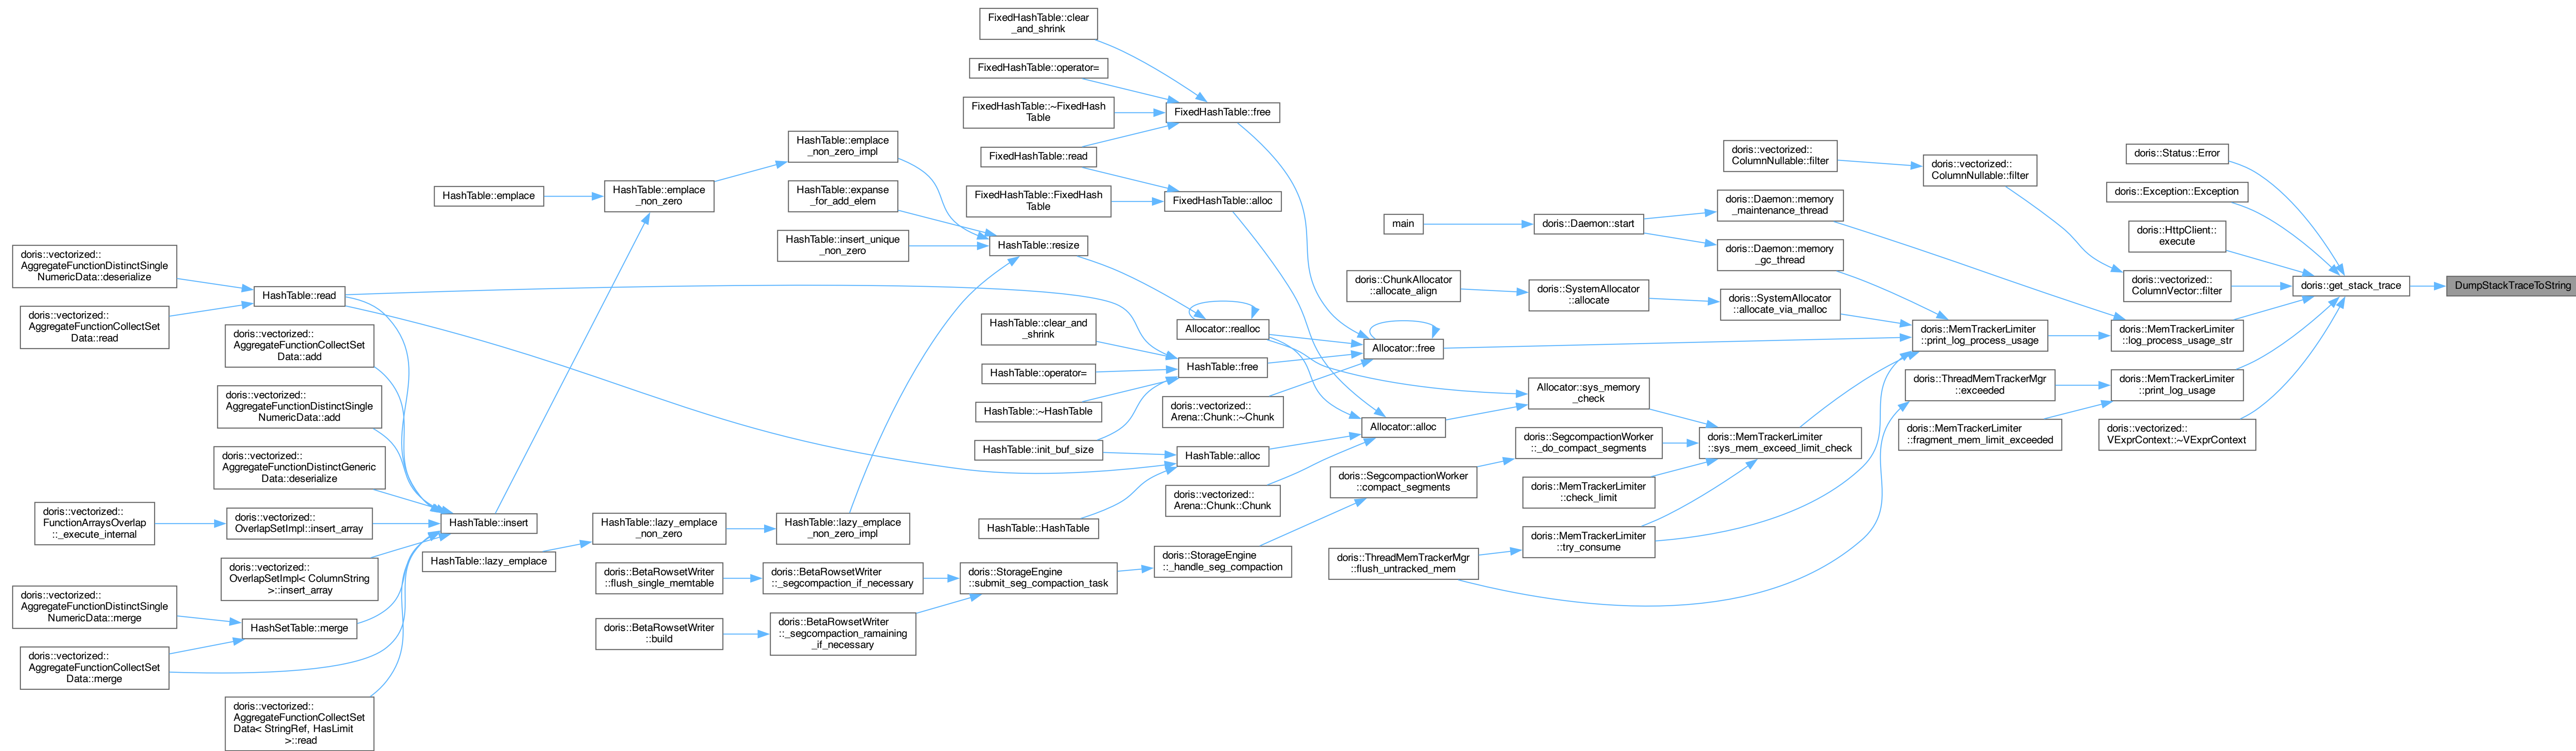 FixedHashTable::clear
_and_shrink
FixedHashTable::operator=
FixedHashTable::~FixedHash
Table
FixedHashTable::free
FixedHashTable::read
FixedHashTable::FixedHash
Table
FixedHashTable::alloc
HashTable::emplace
_non_zero_impl
HashTable::expanse
_for_add_elem
HashTable::insert_unique
_non_zero
HashTable::emplace
_non_zero
HashTable::emplace
HashTable::resize
doris::vectorized::
AggregateFunctionDistinctSingle
NumericData::deserialize
doris::vectorized::
AggregateFunctionCollectSet
Data::read
HashTable::read
doris::vectorized::
AggregateFunctionCollectSet
Data::add
doris::vectorized::
AggregateFunctionDistinctSingle
NumericData::add
doris::vectorized::
AggregateFunctionDistinctGeneric
Data::deserialize
doris::vectorized::
FunctionArraysOverlap
::_execute_internal
doris::vectorized::
OverlapSetImpl::insert_array
doris::vectorized::
OverlapSetImpl< ColumnString
>::insert_array
doris::vectorized::
AggregateFunctionDistinctSingle
NumericData::merge
HashSetTable::merge
doris::vectorized::
AggregateFunctionCollectSet
Data::merge
doris::vectorized::
AggregateFunctionCollectSet
Data< StringRef, HasLimit
>::read
HashTable::insert
HashTable::lazy_emplace
HashTable::lazy_emplace
_non_zero
HashTable::lazy_emplace
_non_zero_impl
doris::BetaRowsetWriter
::flush_single_memtable
doris::BetaRowsetWriter
::_segcompaction_if_necessary
doris::BetaRowsetWriter
::build
doris::BetaRowsetWriter
::_segcompaction_ramaining
_if_necessary
doris::StorageEngine
::submit_seg_compaction_task
doris::StorageEngine
::_handle_seg_compaction
HashTable::clear_and
_shrink
HashTable::operator=
HashTable::~HashTable
HashTable::init_buf_size
HashTable::HashTable
Allocator::realloc
HashTable::free
doris::vectorized::
Arena::Chunk::~Chunk
HashTable::alloc
doris::vectorized::
Arena::Chunk::Chunk
Allocator::free
Allocator::alloc
main
doris::Daemon::start
doris::ChunkAllocator
::allocate_align
doris::SystemAllocator
::allocate
Allocator::sys_memory
_check
doris::SegcompactionWorker
::_do_compact_segments
doris::SegcompactionWorker
::compact_segments
doris::MemTrackerLimiter
::check_limit
doris::MemTrackerLimiter
::try_consume
doris::ThreadMemTrackerMgr
::flush_untracked_mem
doris::vectorized::
ColumnNullable::filter
doris::Daemon::memory
_maintenance_thread
doris::Daemon::memory
_gc_thread
doris::SystemAllocator
::allocate_via_malloc
doris::MemTrackerLimiter
::sys_mem_exceed_limit_check
doris::vectorized::
ColumnNullable::filter
doris::MemTrackerLimiter
::print_log_process_usage
doris::ThreadMemTrackerMgr
::exceeded
doris::MemTrackerLimiter
::fragment_mem_limit_exceeded
doris::Status::Error
doris::Exception::Exception
doris::HttpClient::
execute
doris::vectorized::
ColumnVector::filter
doris::MemTrackerLimiter
::log_process_usage_str
doris::MemTrackerLimiter
::print_log_usage
doris::vectorized::
VExprContext::~VExprContext
doris::get_stack_trace
DumpStackTraceToString